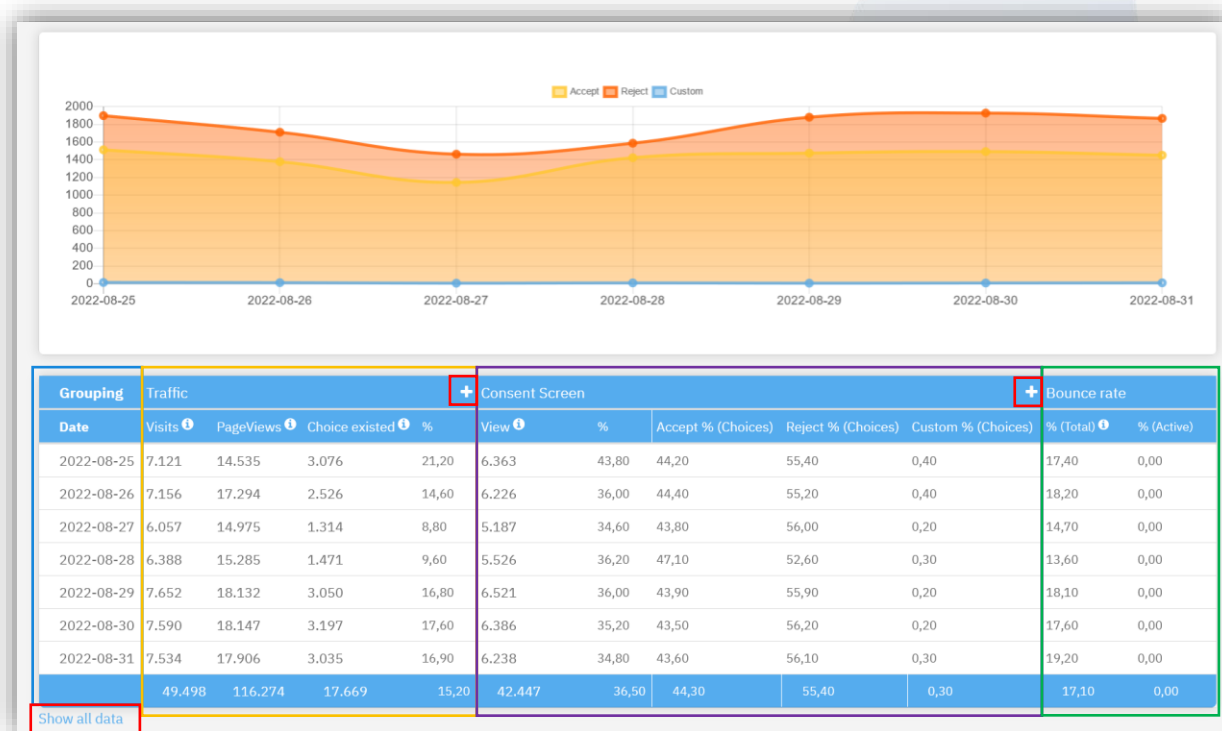 Accept Reject Custom
2000
1800
1600
1400
1200
1000
800
600
400
200
0
2022-08-25 2022-08-26 2022-08-27 2022-08-28 2022-08-29 2022-08-30 2022-08-31
Grouping Traffic + Consent Screen + Bounce rate
Date Visits PageViews Choice existed % View % Accept % (Choices) Reject % (Choices) Custom % (Choices) % (Total) % (Active)
2022-08-25 7.121 14.535 3.076 21,20 6.363 43,80 44,20 55,40 0,40 17,40 0,00
2022-08-26 7.156 17.294 2.526 14,60 6.226 36,00 44,40 55,20 0,40 18,20 0,00
2022-08-27 6.057 14.975 1.314 8,80 5.187 34,60 43,80 56,00 0,20 14,70 0,00
2022-08-28 6.388 15.285 1.471 9,60 5.526 36,20 47,10 52,60 0,30 13,60 0,00
2022-08-29 7.652 18.132 3.050 16,80 6.521 36,00 43,90 55,90 0,20 18,10 0,00
2022-08-30 7.590 18.147 3.197 17,60 6.386 35,20 43,50 56,20 0,20 17,60 0,00
2022-08-31 7.534 17.906 3.035 16,90 6.238 34,80 43,60 56,10 0,30 19,20 0,00
49.498 116.274 17.669 15,20 42.447 36,50 44,30 55,40 0,30 17,10 0,00
Show all data